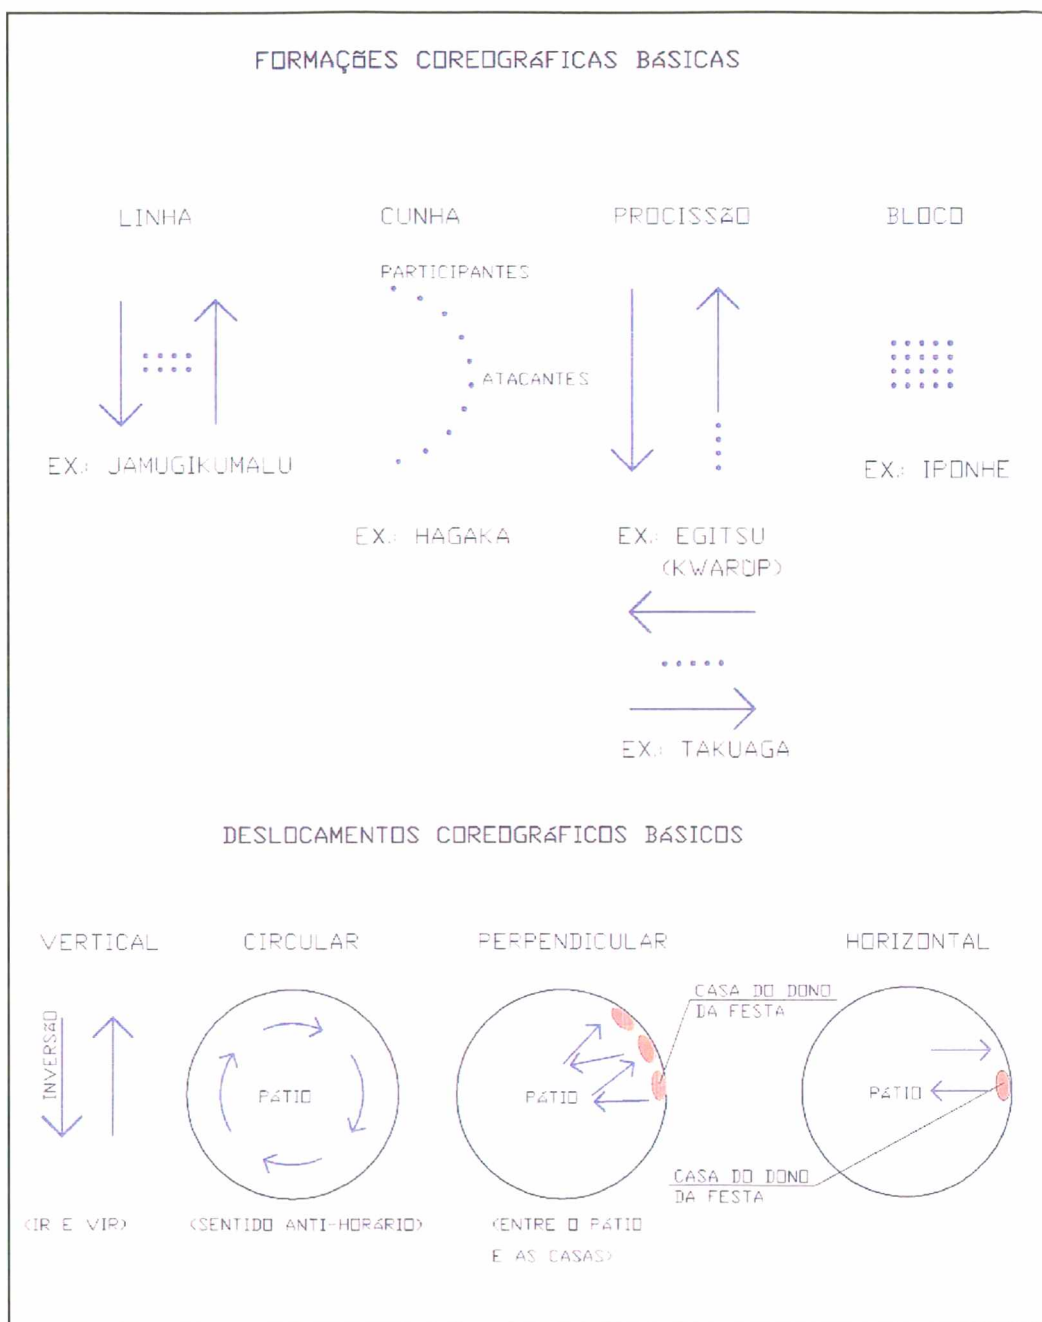 FORMAÇÕES COREOGRÁFICAS BÁSICAS
LINHA
CUNHA
PROCISSÃO
BLOCO
PARTICIPANTES
ATACANTES
EX.: JAMUGIKUMALU
EX.: HAGAKA
EX.: EGITSU
(KWARÜP)
EX.: IPONHE
EX.: TAKUAGA
DESLOCAMENTOS COREOGRÁFICOS BÁSICOS
VERTICAL
CIRCULAR
PERPENDICULAR
HORIZONTAL
INVERSÃO
PÁTIO
PÁTIO
CASA DO DONO
DA FESTA
PÁTIO
CASA DO DONO
DA FESTA
(IR E VIR)
(SENTIDO ANTI-HORÁRIO)
(ENTRE O PÁTIO
E AS CASAS)